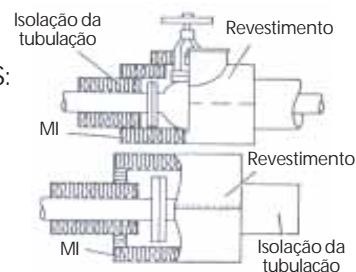 Isolação da
tubulação
Revestimento
S:
MI
Revestimento
MI
Isolação da
tubulação